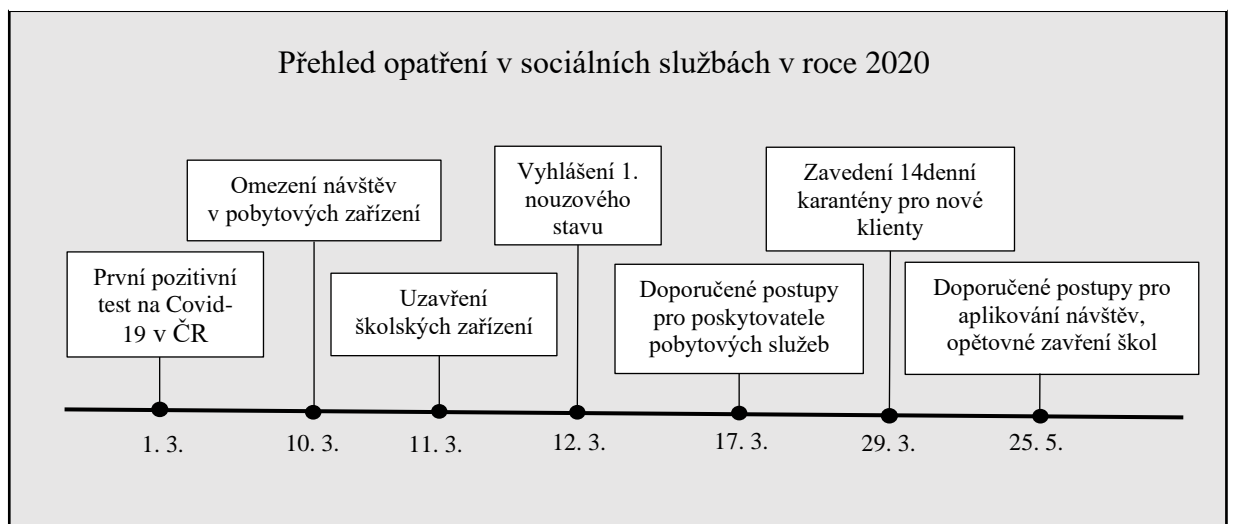 Přehled opatření v sociálních službách v roce 2020
První pozitivní
test na Covid-
19 v ČR
Omezení návštěv
v pobytových zařízení
Uzavření
školských zařízení
Vyhlášení 1.
nouzového
stavu
Doporučené postupy
pro poskytovatele
pobytových služeb
Zavedení 14denní
karantény pro nové
klienty
Doporučené postupy pro
aplikování návštěv,
opětovné zavření škol
1. 3.
10. 3.
11. 3.
12. 3.
17. 3.
29. 3.
25. 5.